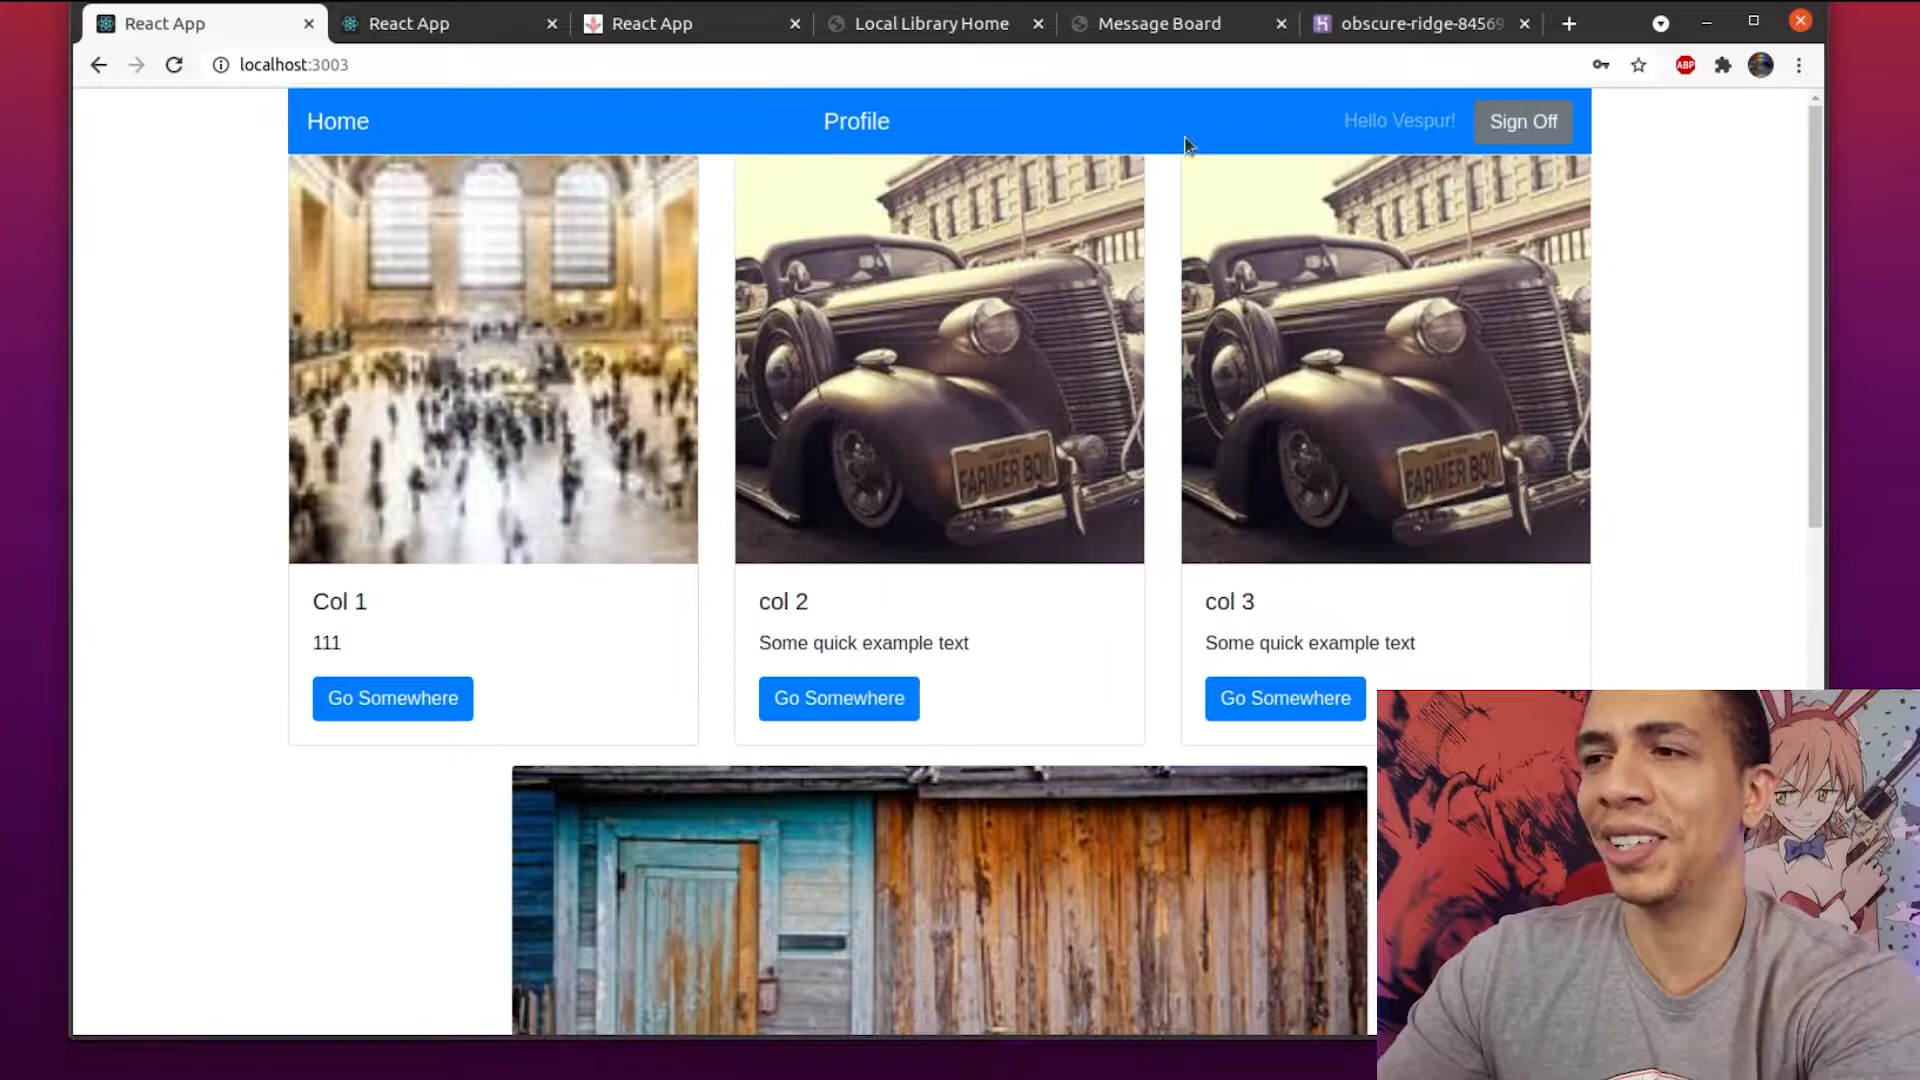 React App
React App
React App
Local Library Home
Message Board
obscure-ridge-84569
localhost:3003
ABP
Home
Profile
Hello Vespur!
Sign Off
FARMER BOY
FARMER BOY
Col 1
111
Go Somewhere
col 2
Some quick example text
Go Somewhere
col 3
Some quick example text
Go Somewhere